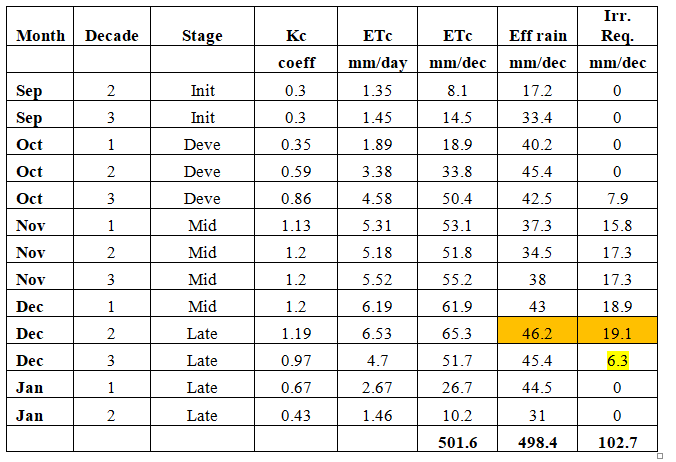 Month Decade Stage Kc ETc ETc Eff rain Irr. Req.
coeff mm/day mm/dec mm/dec mm/dec
Sep 2 Init 0.3 1.35 8.1 17.2 0
Sep 3 Init 0.3 1.45 14.5 33.4 0
Oct 1 Deve 0.35 1.89 18.9 40.2 0
Oct 2 Deve 0.59 3.38 33.8 45.4 0
Oct 3 Deve 0.86 4.58 50.4 42.5 7.9
Nov 1 Mid 1.13 5.31 53.1 37.3 15.8
Nov 2 Mid 1.2 5.18 51.8 34.5 17.3
Nov 3 Mid 1.2 5.52 55.2 38 17.3
Dec 1 Mid 1.2 6.19 61.9 43 18.9
Dec 2 Late 1.19 6.53 65.3 46.2 19.1
Dec 3 Late 0.97 4.7 51.7 45.4 6.3
Jan 1 Late 0.67 2.67 26.7 44.5 0
Jan 2 Late 0.43 1.46 10.2 31 0
501.6 498.4 102.7